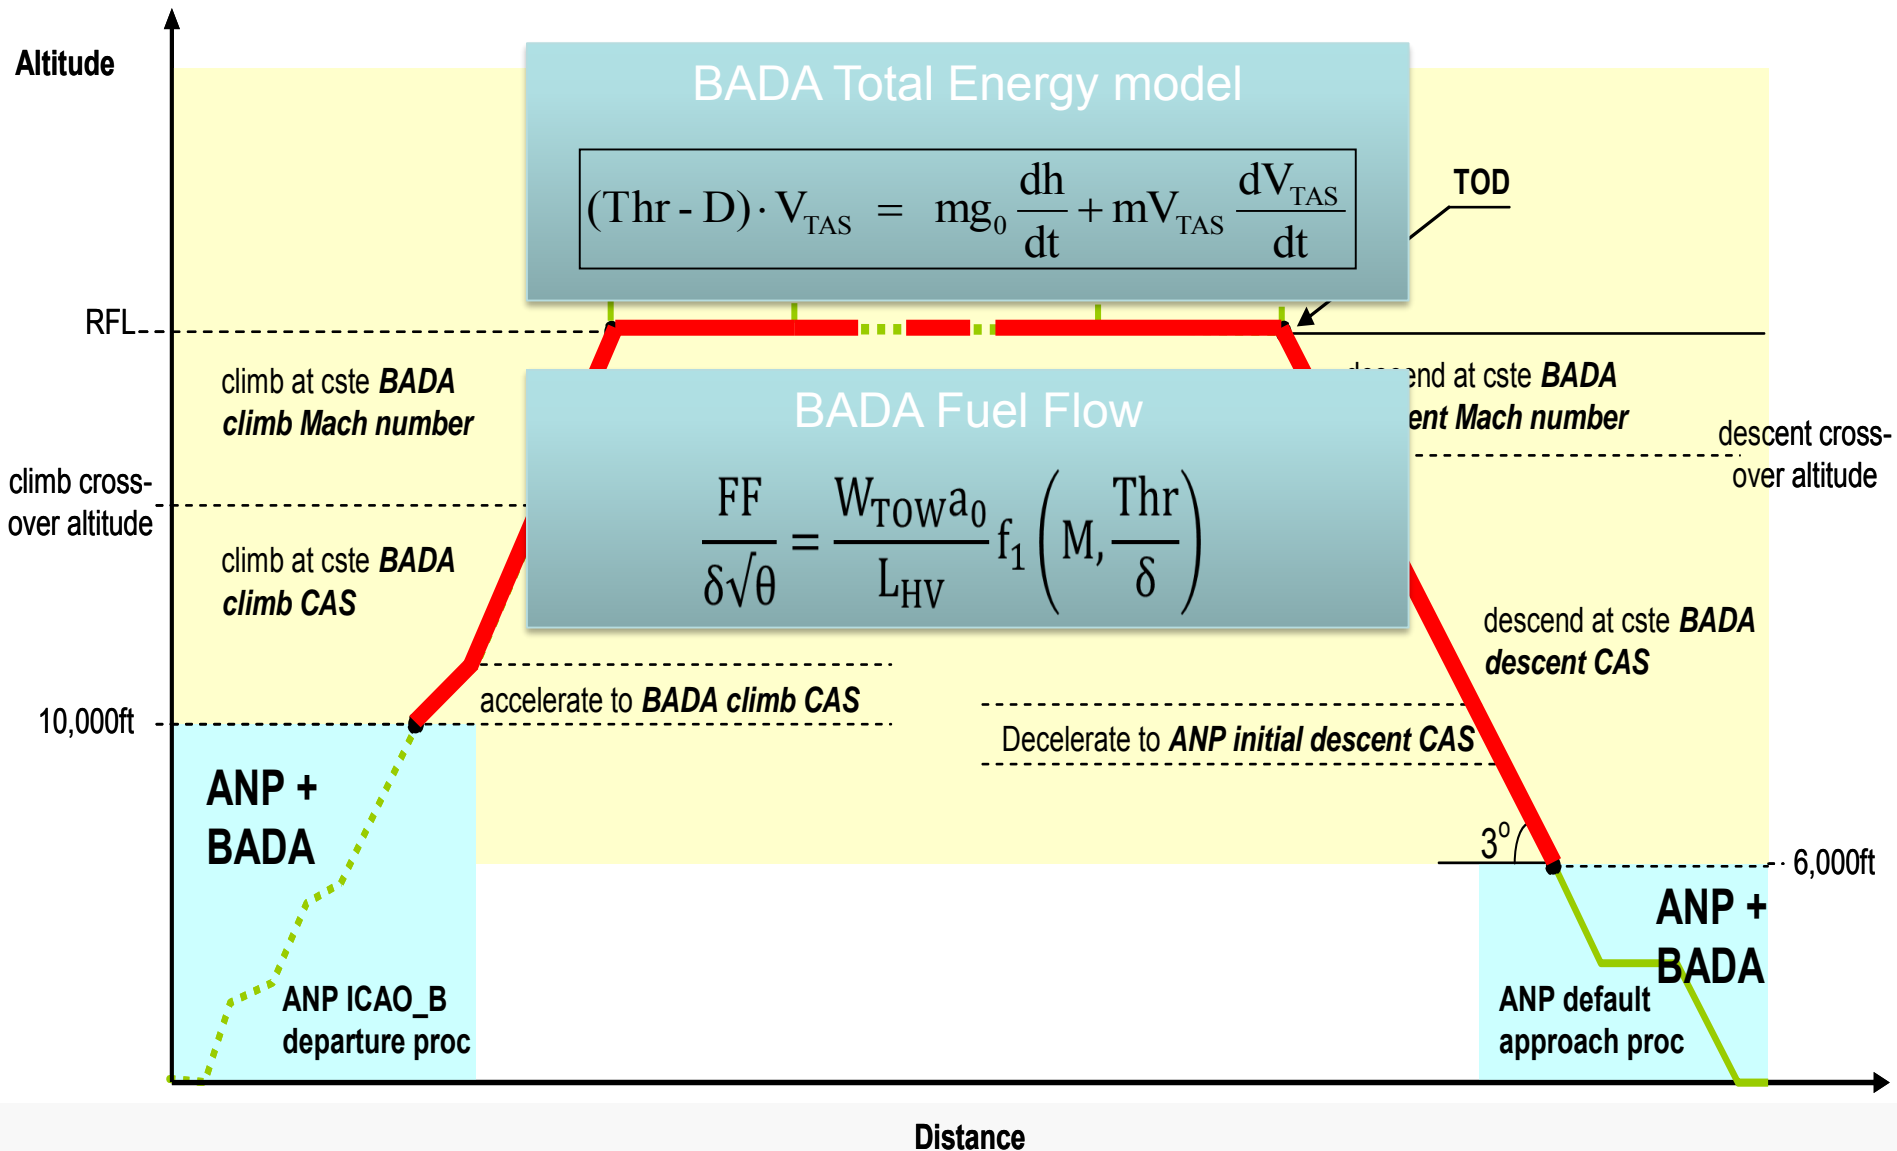 Altitude
BADA Total Energy model
(Thr - D) · V_TAS = mg_0 dh/dt + mV_TAS dV_TAS/dt
TOD
RFL
climb at cste BADA
climb Mach number
end at cste BADA
ent Mach number
BADA Fuel Flow
FF/(δ√θ) = (W_TOW a_0/L_HV) f_1 (M, Thr/δ)
descent cross-
over altitude
climb cross-
over altitude
climb at cste BADA
climb CAS
descend at cste BADA
descent CAS
accelerate to BADA climb CAS
10,000ft
Decelerate to ANP initial descent CAS
ANP +
BADA
3°
6,000ft
ANP +
BADA
ANP ICAO_B
departure proc
ANP default
approach proc
Distance